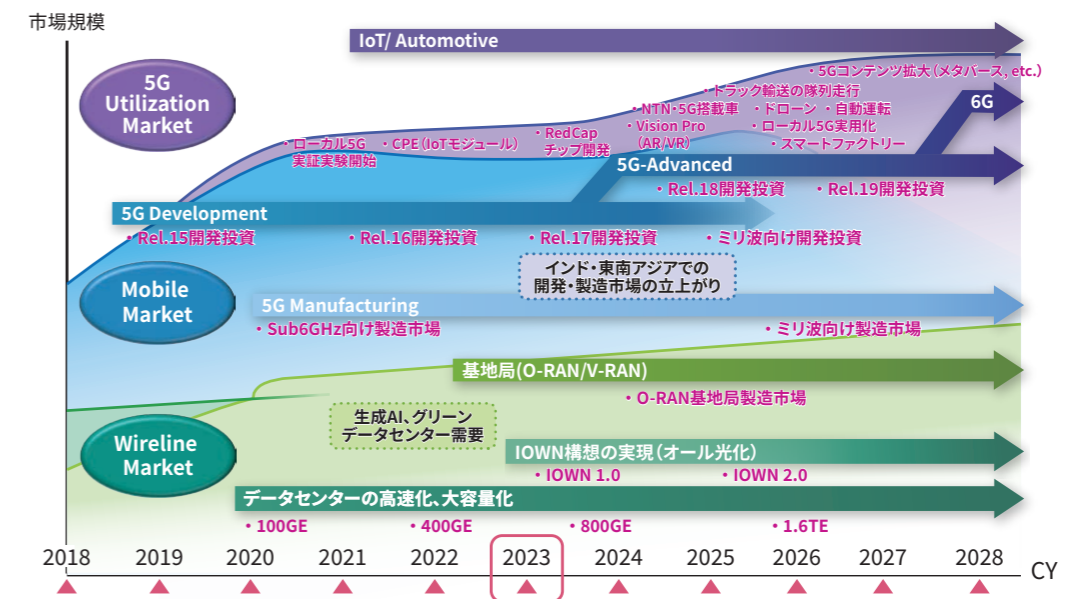 市場規模
IoT/ Automotive
5G
Utilization
Market
・5Gコンテンツ拡大（メタバース, etc.）
・トラック輸送の隊列走行
・NTN・5G搭載車 ・ドローン ・自動運転
6G
・Vision Pro
（AR/VR）
・ローカル5G実用化
・スマートファクトリー
・ローカル5G
実証実験開始
・CPE（IoTモジュール）
・RedCap
チップ開発
5G-Advanced
・Rel.18開発投資
・Rel.19開発投資
5G Development
・Rel.15開発投資
・Rel.16開発投資
・Rel.17開発投資
・ミリ波向け開発投資
インド・東南アジアでの
開発・製造市場の立上がり
Mobile
Market
5G Manufacturing
・Sub6GHz向け製造市場
・ミリ波向け製造市場
基地局(O-RAN/V-RAN)
・O-RAN基地局製造市場
生成AI、グリーン
データセンター需要
Wireline
Market
IOWN構想の実現（オール光化）
・IOWN 1.0
・IOWN 2.0
データセンターの高速化、大容量化
・100GE
・400GE
・800GE
・1.6TE
2018 2019 2020 2021 2022 2023 2024 2025 2026 2027 2028
CY